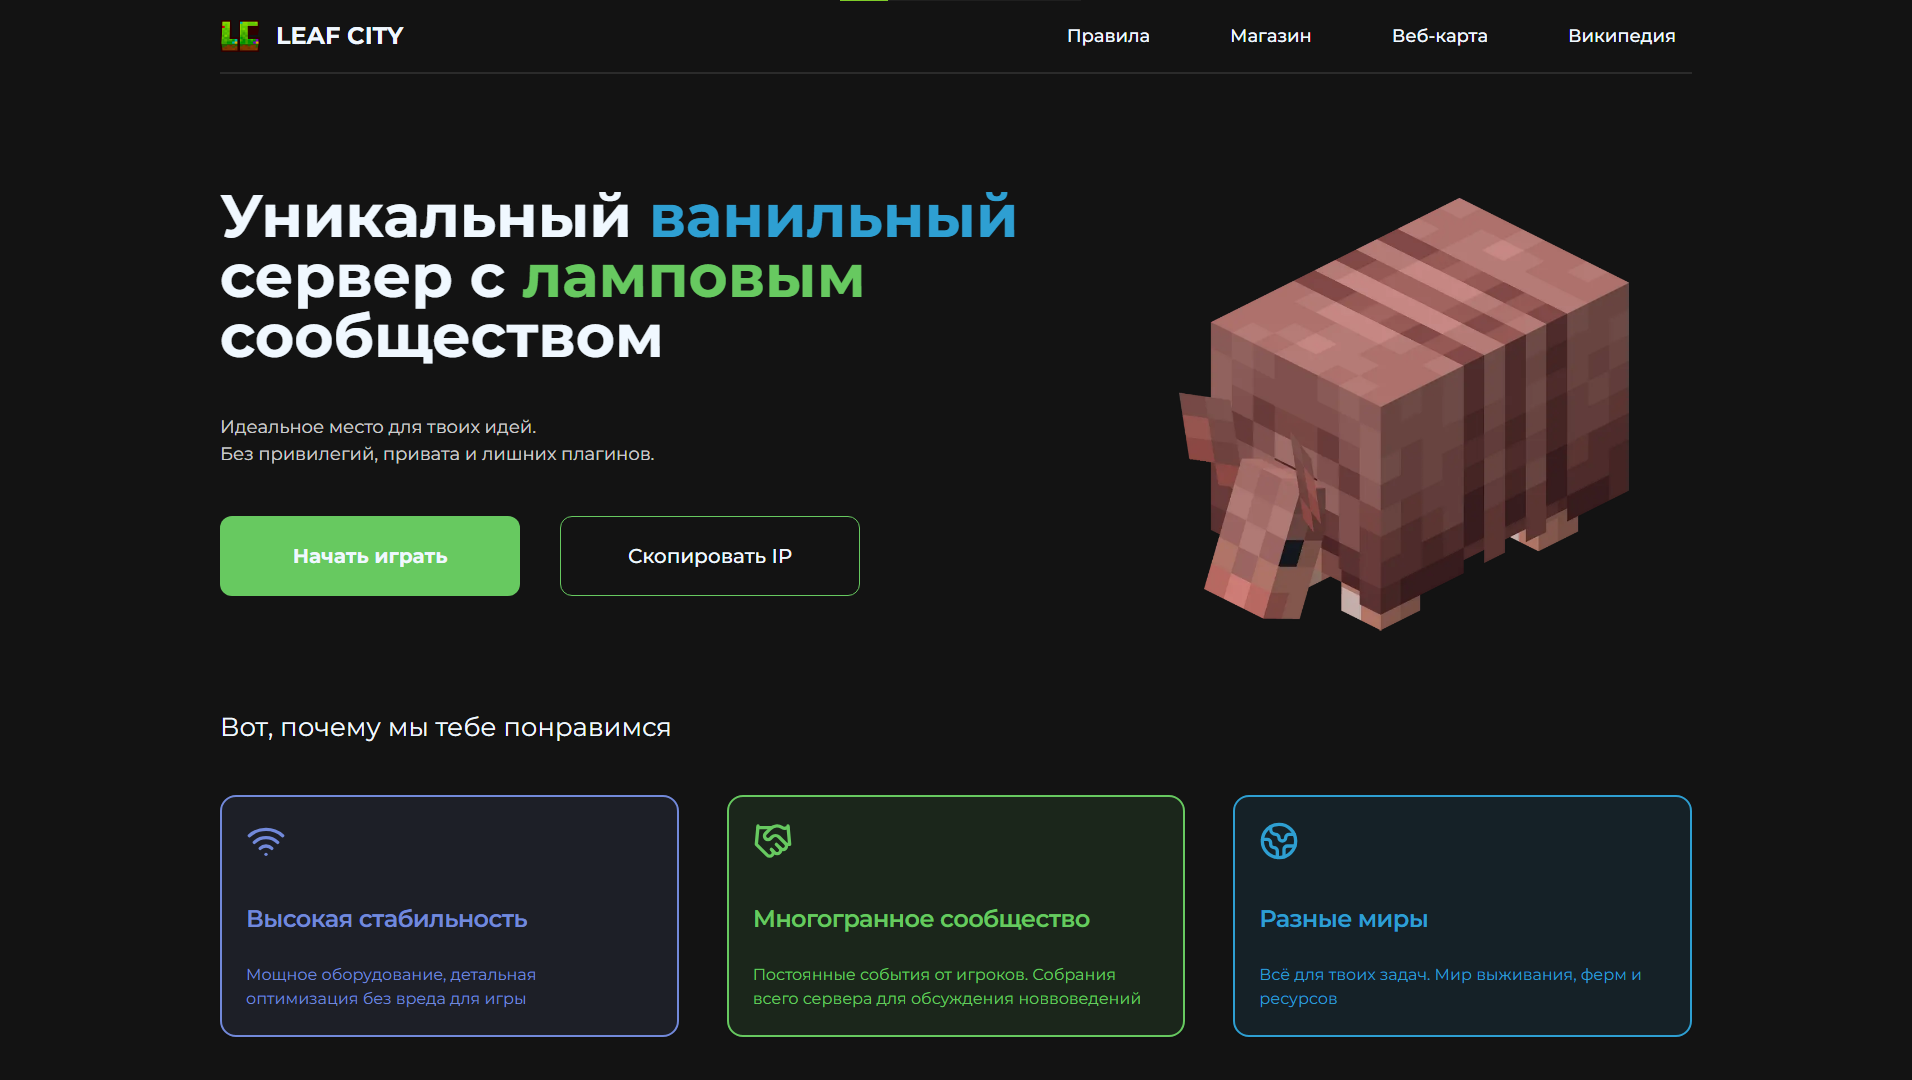 LEAF CITY
Правила
Магазин
Веб-карта
Википедия
Уникальный ванильный
сервер с ламповым
сообществом
Идеальное место для твоих идей.
Без привилегий, привата и лишних плагинов.
Начать играть
Скопировать IP
Вот, почему мы тебе понравимся
Высокая стабильность
Мощное оборудование, детальная
оптимизация без вреда для игры
Многогранное сообщество
Постоянные события от игроков. Собрания
всего сервера для обсуждения новвоведений
Разные миры
Всё для твоих задач. Мир выживания, ферм и
ресурсов